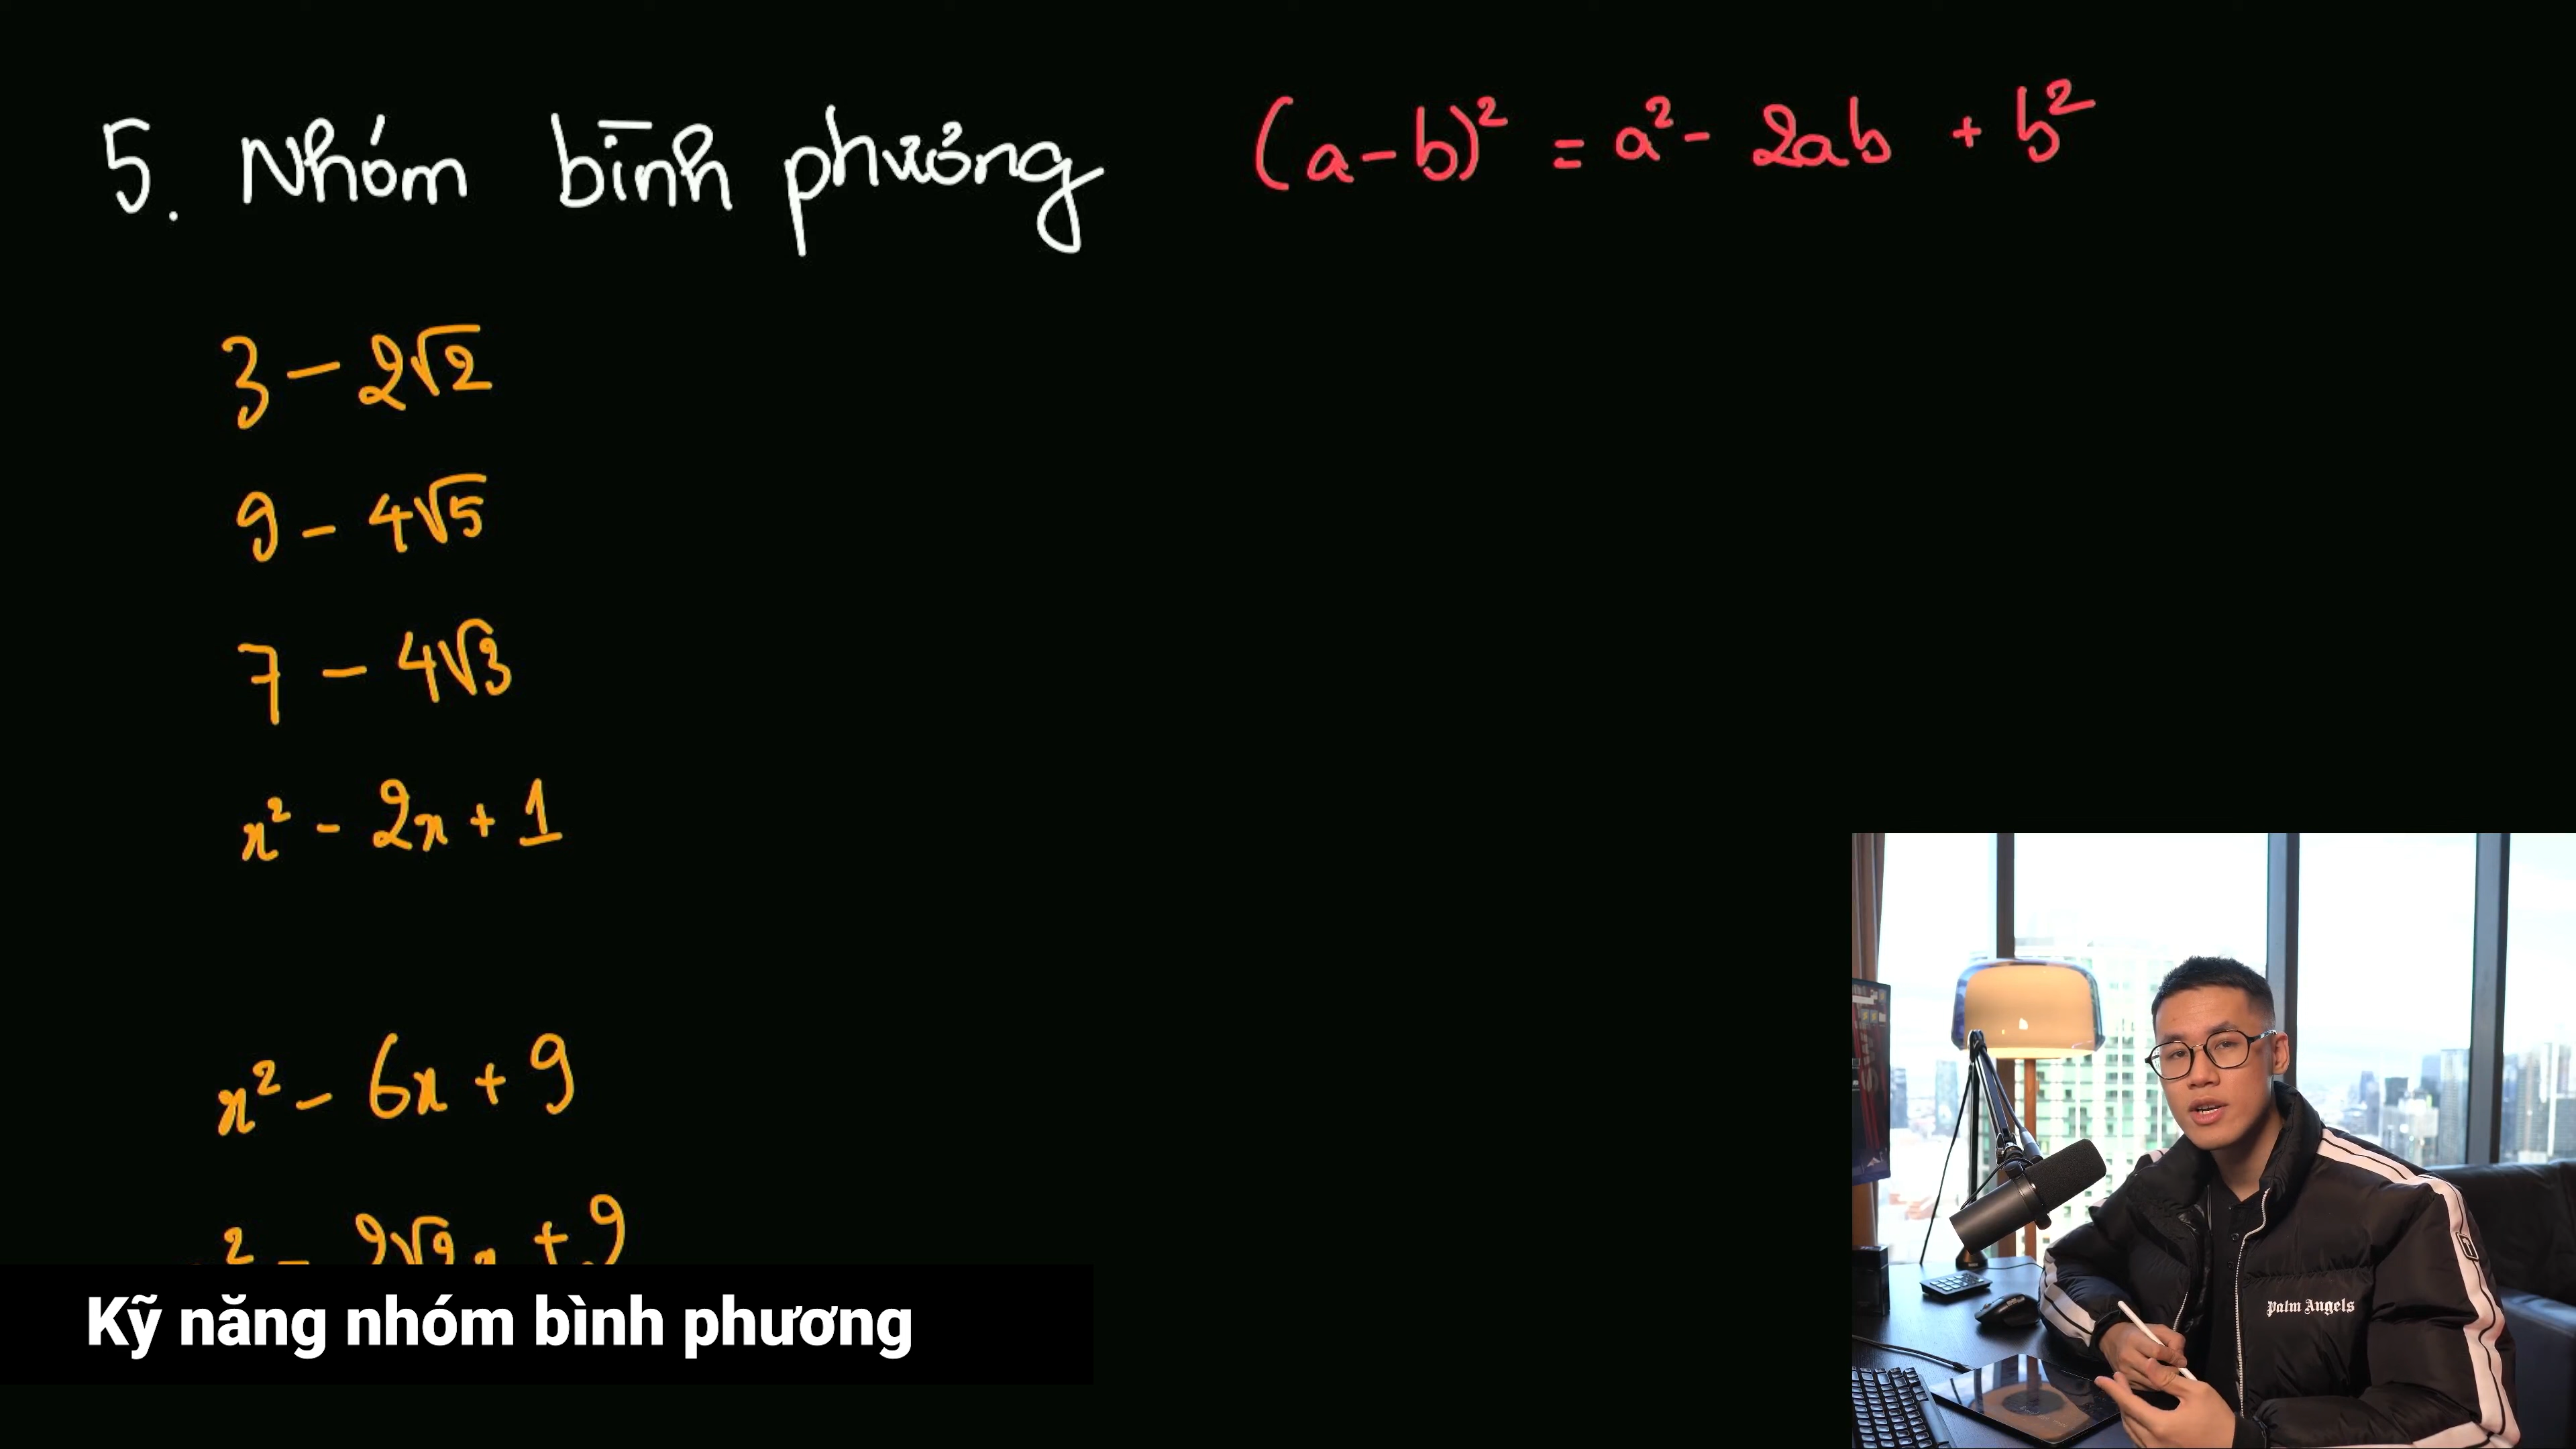 5. Nhóm bình phương (a-b)² = a² - 2ab + b²
3 - 2√2
9 - 4√5
7 - 4√3
x² - 2x + 1
x² - 6x + 9
Kỹ năng nhóm bình phương
Palm Angels